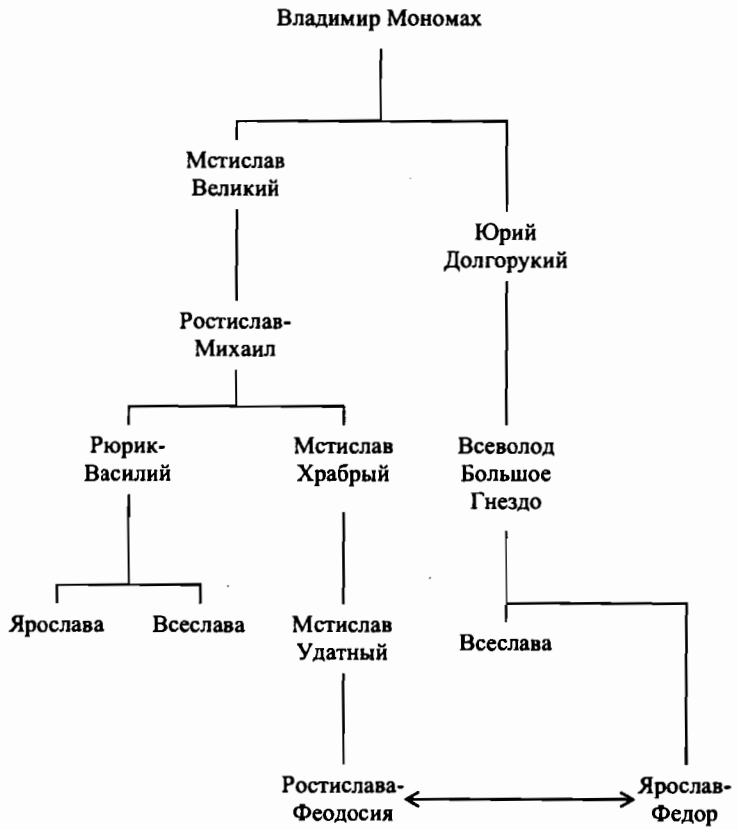 Владимир Мономах
Мстислав
Великий
Юрий
Долгорукий
Ростислав-
Михаил
Рюрик-
Василий
Мстислав
Храбрый
Всеволод
Большое
Гнездо
Ярослава
Всеслава
Мстислав
Удатный
Всеслава
Ростислава-
Феодосия
Ярослав-
Федор